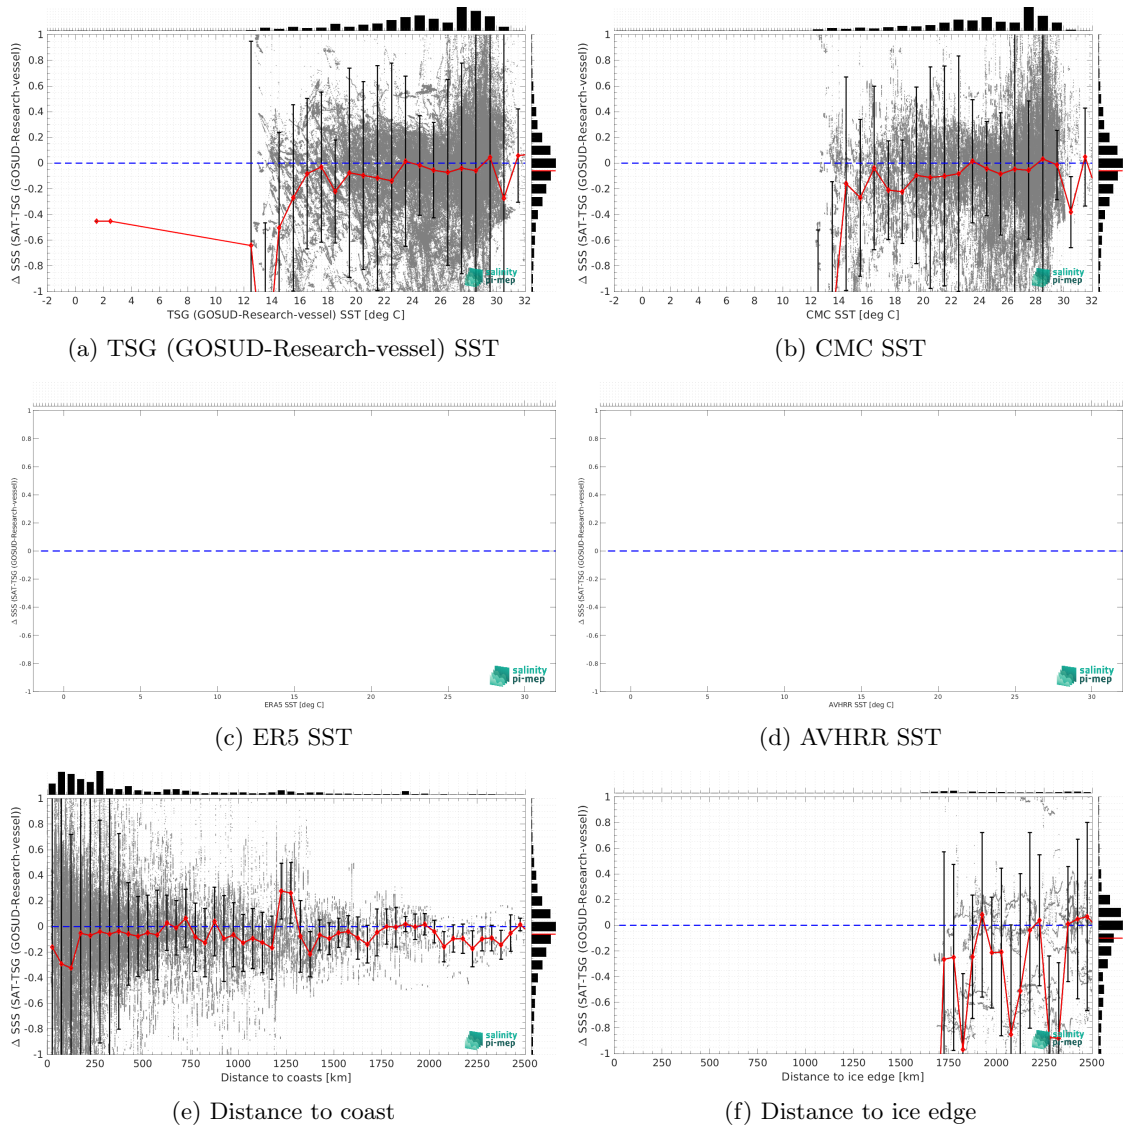 Δ SSS (SAT-TSG (GOSUD-Research-vessel))
1
0.8
0.6
0.4
0.2
0
-0.2
-0.4
-0.6
-0.8
-1
-2 0 2 4 6 8 10 12 14 16 18 20 22 24 26 28 30 32
TSG (GOSUD-Research-vessel) SST [deg C]
salinity
pi-mep
(a) TSG (GOSUD-Research-vessel) SST
Δ SSS (SAT-TSG (GOSUD-Research-vessel))
1
0.8
0.6
0.4
0.2
0
-0.2
-0.4
-0.6
-0.8
-1
-2 0 2 4 6 8 10 12 14 16 18 20 22 24 26 28 30 32
CMC SST [deg C]
salinity
pi-mep
(b) CMC SST
Δ SSS (SAT-TSG (GOSUD-Research-vessel))
1
0.8
0.6
0.4
0.2
0
-0.2
-0.4
-0.6
-0.8
-1
0 5 10 15 20 25 30
ERA5 SST [deg C]
salinity
pi-mep
(c) ER5 SST
Δ SSS (SAT-TSG (GOSUD-Research-vessel))
1
0.8
0.6
0.4
0.2
0
-0.2
-0.4
-0.6
-0.8
-1
0 5 10 15 20 25 30
AVHRR SST [deg C]
salinity
pi-mep
(d) AVHRR SST
Δ SSS (SAT-TSG (GOSUD-Research-vessel))
1
0.8
0.6
0.4
0.2
0
-0.2
-0.4
-0.6
-0.8
-1
0 250 500 750 1000 1250 1500 1750 2000 2250 2500
Distance to coasts [km]
salinity
pi-mep
(e) Distance to coast
Δ SSS (SAT-TSG (GOSUD-Research-vessel))
1
0.8
0.6
0.4
0.2
0
-0.2
-0.4
-0.6
-0.8
-1
0 250 500 750 1000 1250 1500 1750 2000 2250 2500
Distance to ice edge [km]
salinity
pi-mep
(f) Distance to ice edge